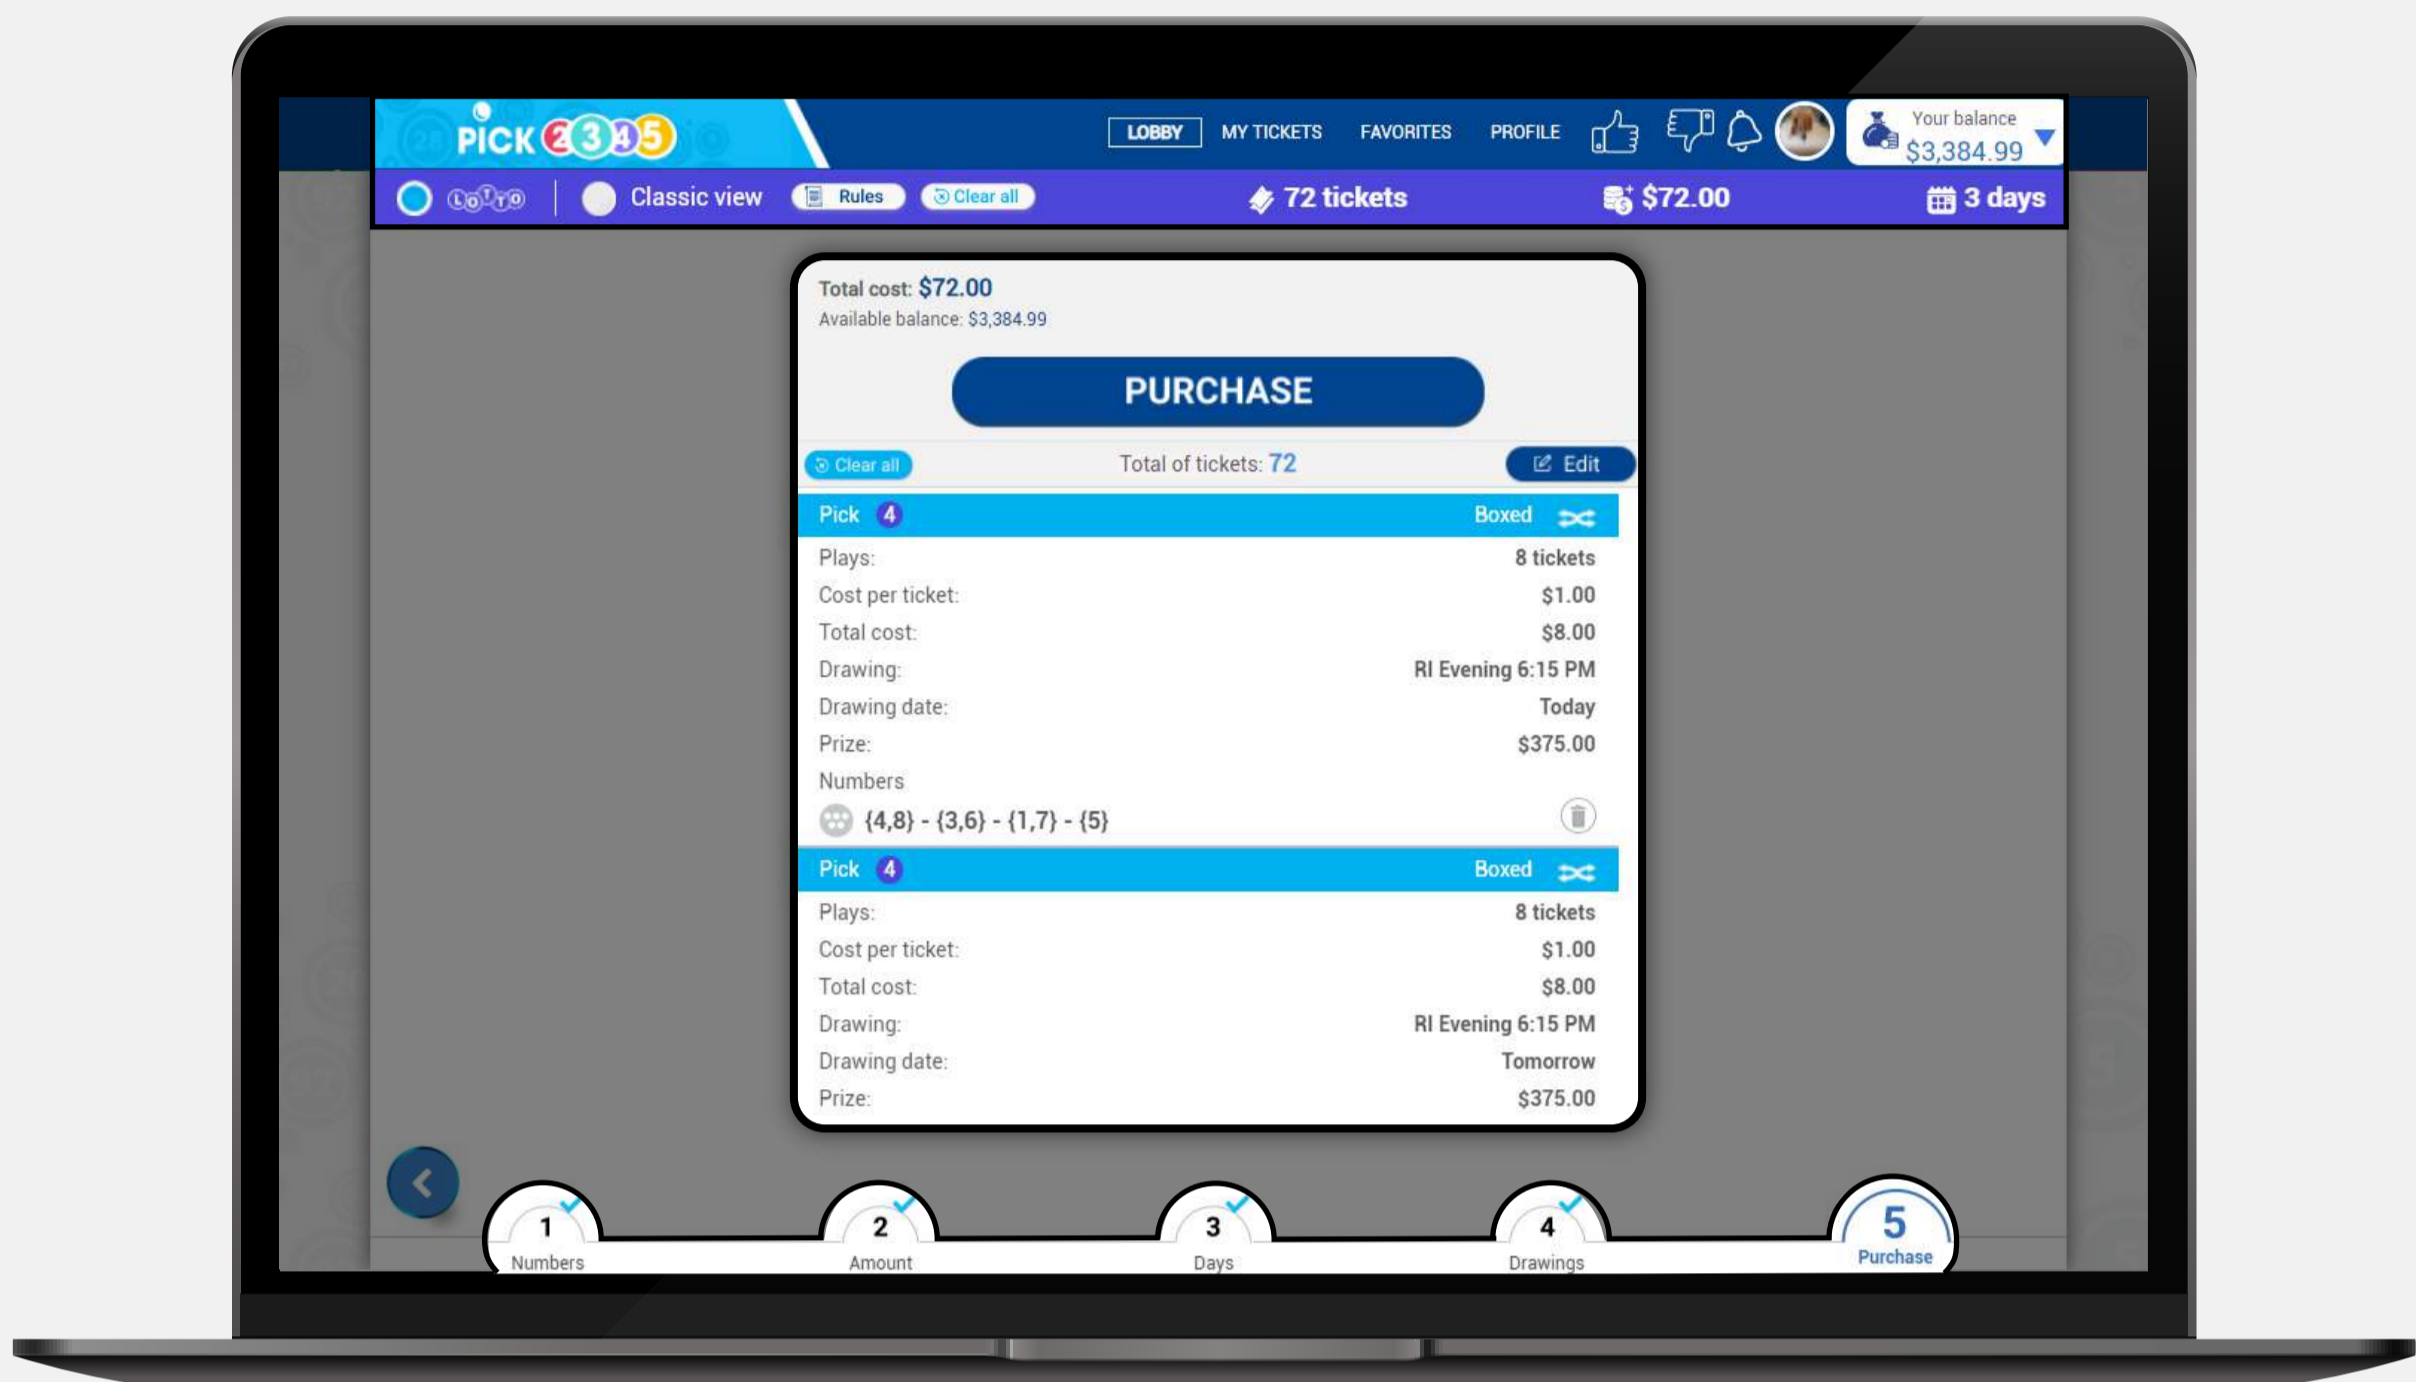 PICK 2345
LOBBY MY TICKETS FAVORITES PROFILE
Your balance
$3,384.99
LOTTO Classic view Rules Clear all 72 tickets $72.00 3 days
Total cost: $72.00
Available balance: $3,384.99
PURCHASE
Clear all Total of tickets: 72 Edit
Pick 4 Boxed
Plays: 8 tickets
Cost per ticket: $1.00
Total cost: $8.00
Drawing: RI Evening 6:15 PM
Drawing date: Today
Prize: $375.00
Numbers
{4,8} - {3,6} - {1,7} - {5}
Pick 4 Boxed
Plays: 8 tickets
Cost per ticket: $1.00
Total cost: $8.00
Drawing: RI Evening 6:15 PM
Drawing date: Tomorrow
Prize: $375.00
1 2 3 4 5
Numbers Amount Days Drawings Purchase